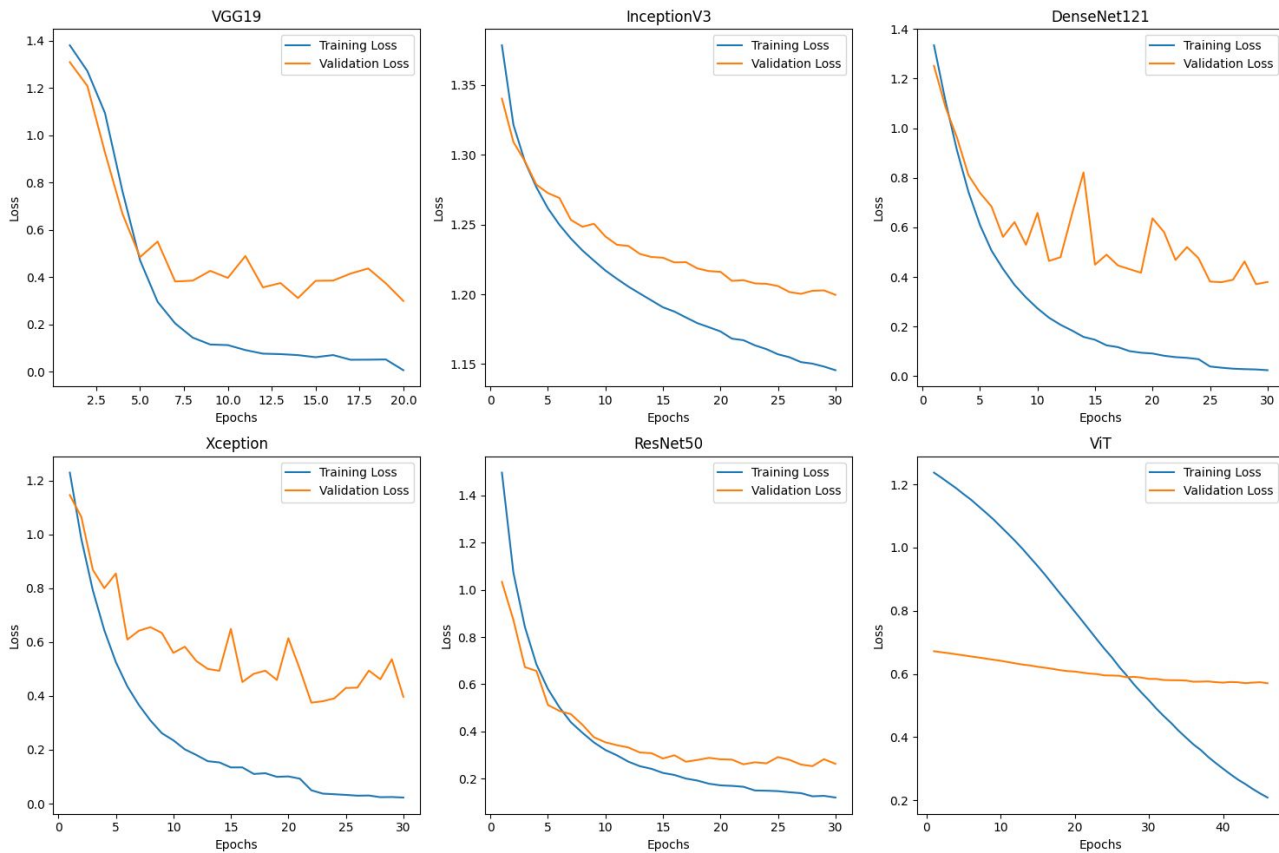 VGG19
Training Loss
Validation Loss
Loss
1.4
1.2
1.0
0.8
0.6
0.4
0.2
0.0
2.5 5.0 7.5 10.0 12.5 15.0 17.5 20.0
Epochs
InceptionV3
Training Loss
Validation Loss
Loss
1.35
1.30
1.25
1.20
1.15
0 5 10 15 20 25 30
Epochs
DenseNet121
Training Loss
Validation Loss
Loss
1.4
1.2
1.0
0.8
0.6
0.4
0.2
0.0
0 5 10 15 20 25 30
Epochs
Xception
Training Loss
Validation Loss
Loss
1.2
1.0
0.8
0.6
0.4
0.2
0.0
0 5 10 15 20 25 30
Epochs
ResNet50
Training Loss
Validation Loss
Loss
1.4
1.2
1.0
0.8
0.6
0.4
0.2
0 5 10 15 20 25 30
Epochs
ViT
Training Loss
Validation Loss
Loss
1.2
1.0
0.8
0.6
0.4
0.2
0 10 20 30 40
Epochs